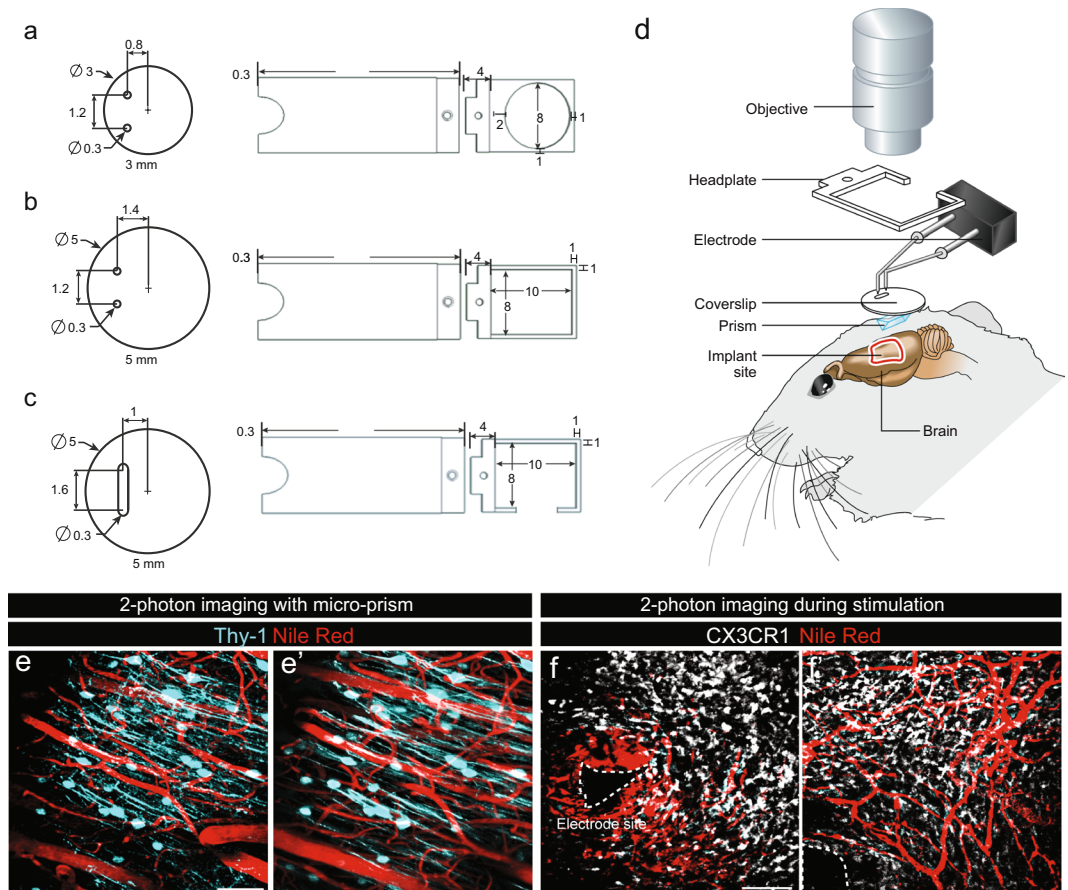 a
0.8
Ø 3
1.2
Ø 0.3
3 mm
0.3
4
2
8
1
1
b
1.4
Ø 5
1.2
Ø 0.3
5 mm
0.3
4
1
1
10
8
c
1
Ø 5
1.6
Ø 0.3
5 mm
0.3
4
1
1
10
8
d
Objective
Headplate
Electrode
Coverslip
Prism
Implant
site
Brain
2-photon imaging with micro-prism
Thy-1 Nile Red
e
e'
2-photon imaging during stimulation
CX3CR1 Nile Red
f
Electrode site
f'